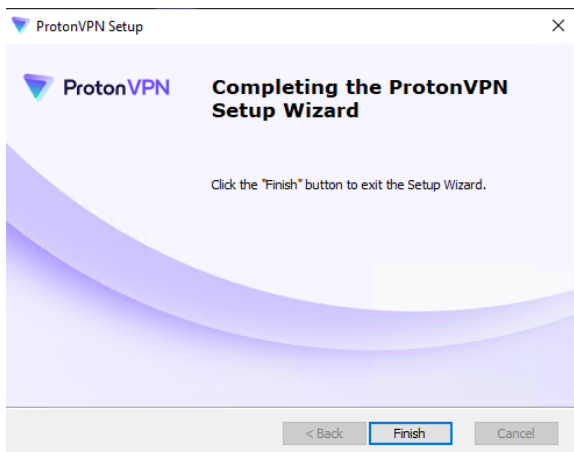 ProtonVPN Setup
ProtonVPN
Completing the ProtonVPN
Setup Wizard
Click the "Finish" button to exit the Setup Wizard.
< Back
Finish
Cancel